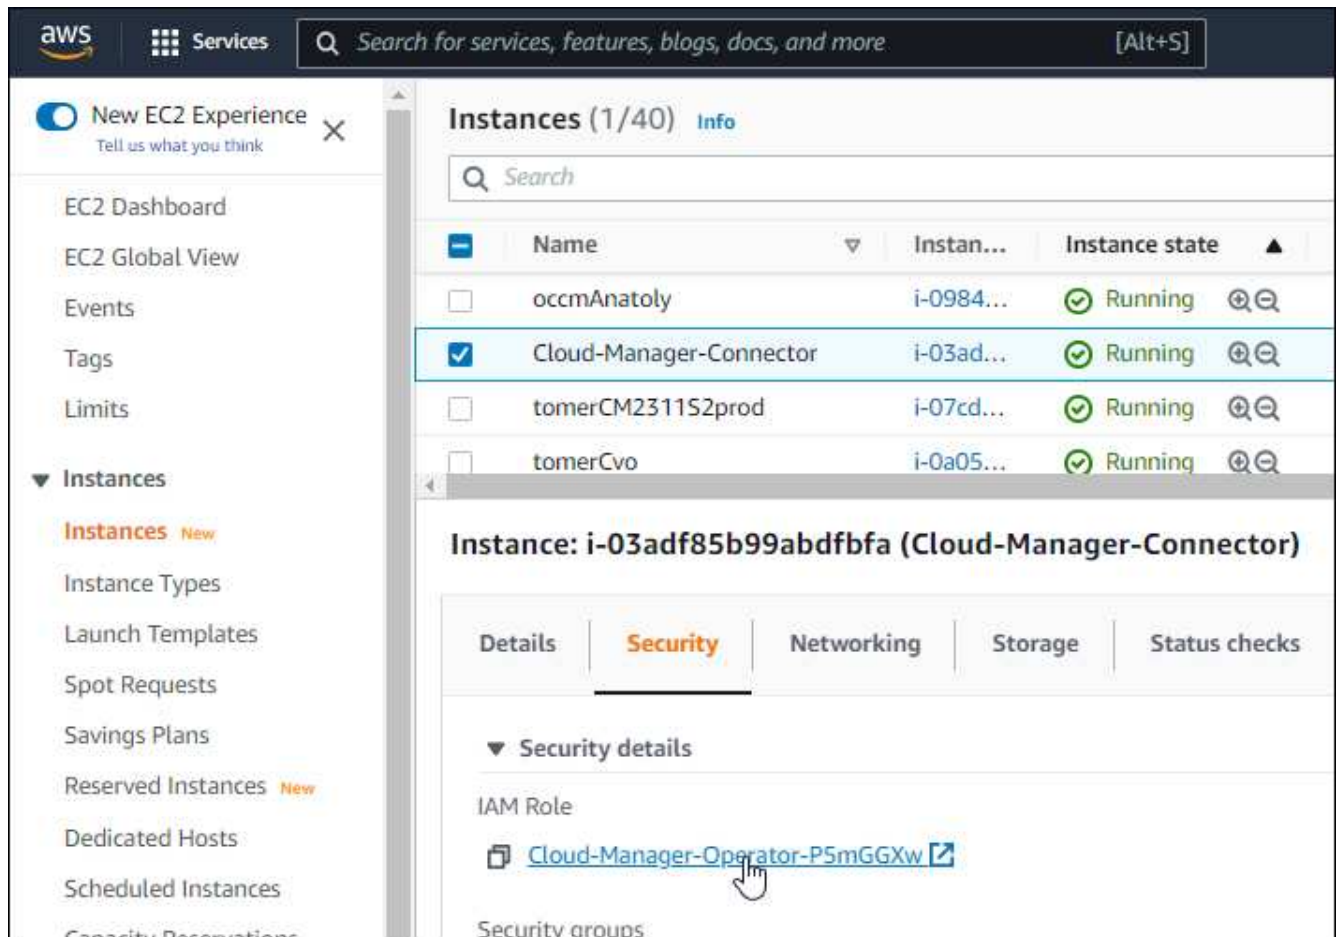 aws
Services
Search for services, features, blogs, docs, and more [Alt+S]
New EC2 Experience
Tell us what you think
EC2 Dashboard
EC2 Global View
Events
Tags
Limits
Instances
Instances New
Instance Types
Launch Templates
Spot Requests
Savings Plans
Reserved Instances New
Dedicated Hosts
Scheduled Instances
Capacity Reservations
Instances (1/40) Info
Search
Name Instan... Instance state
occmAnatoly i-0984... Running
Cloud-Manager-Connector i-03ad... Running
tomerCM2311S2prod i-07cd... Running
tomerCvo i-0a05... Running
Instance: i-03adf85b99abdfbfa (Cloud-Manager-Connector)
Details Security Networking Storage Status checks
Security details
IAM Role
Cloud-Manager-Operator-P5mGGXw
Security groups